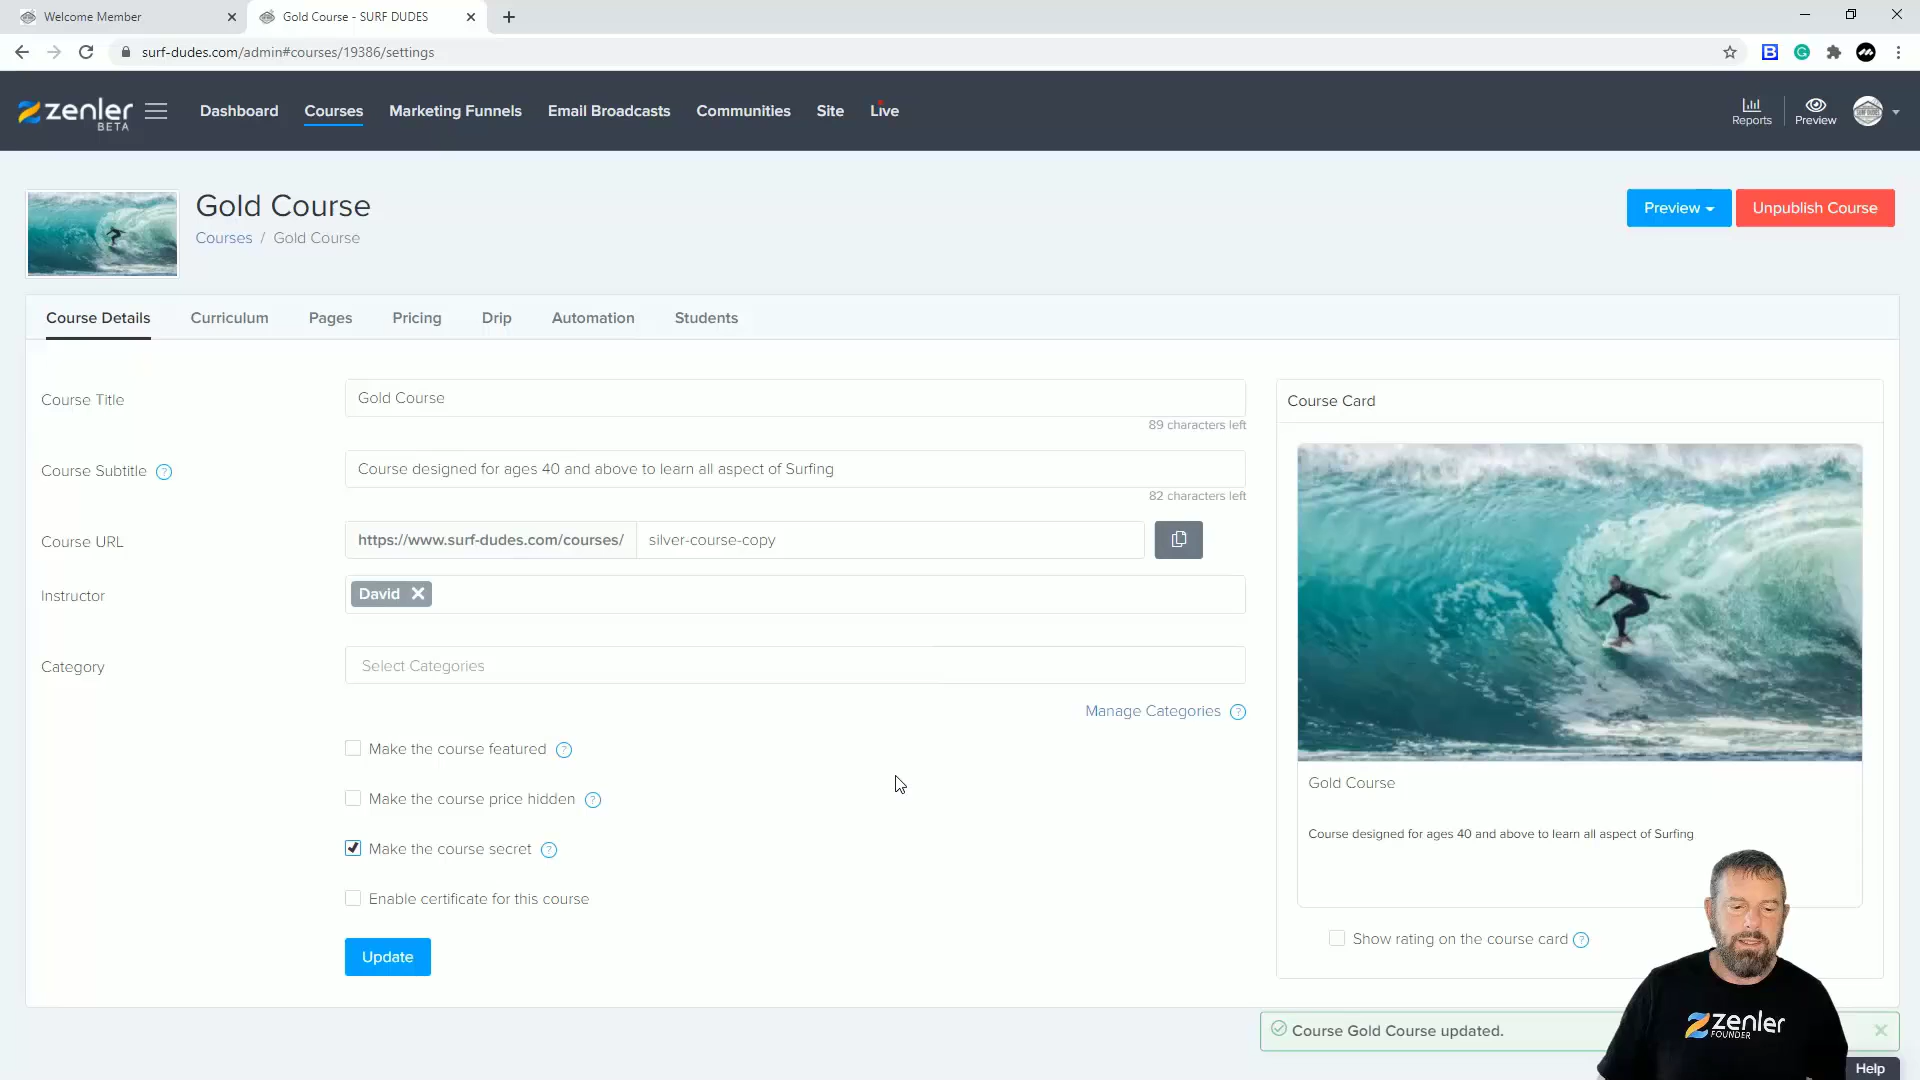 Welcome Member
Gold Course - SURF DUDES
surf-dudes.com/admin#courses/19386/settings
zenler
BETA
Dashboard
Courses
Marketing Funnels
Email Broadcasts
Communities
Site
Live
Reports
Preview
Gold Course
Courses / Gold Course
Preview
Unpublish Course
Course Details
Curriculum
Pages
Pricing
Drip
Automation
Students
Course Title
Gold Course
89 characters left
Course Subtitle ?
Course designed for ages 40 and above to learn all aspect of Surfing
82 characters left
Course URL
https://www.surf-dudes.com/courses/
silver-course-copy
Instructor
David
Category
Select Categories
Manage Categories ?
Make the course featured ?
Make the course price hidden ?
Make the course secret ?
Enable certificate for this course
Update
Course Card
Gold Course
Course designed for ages 40 and above to learn all aspect of Surfing
Show rating on the course card ?
Course Gold Course updated.
zenler
FOUNDER
Help